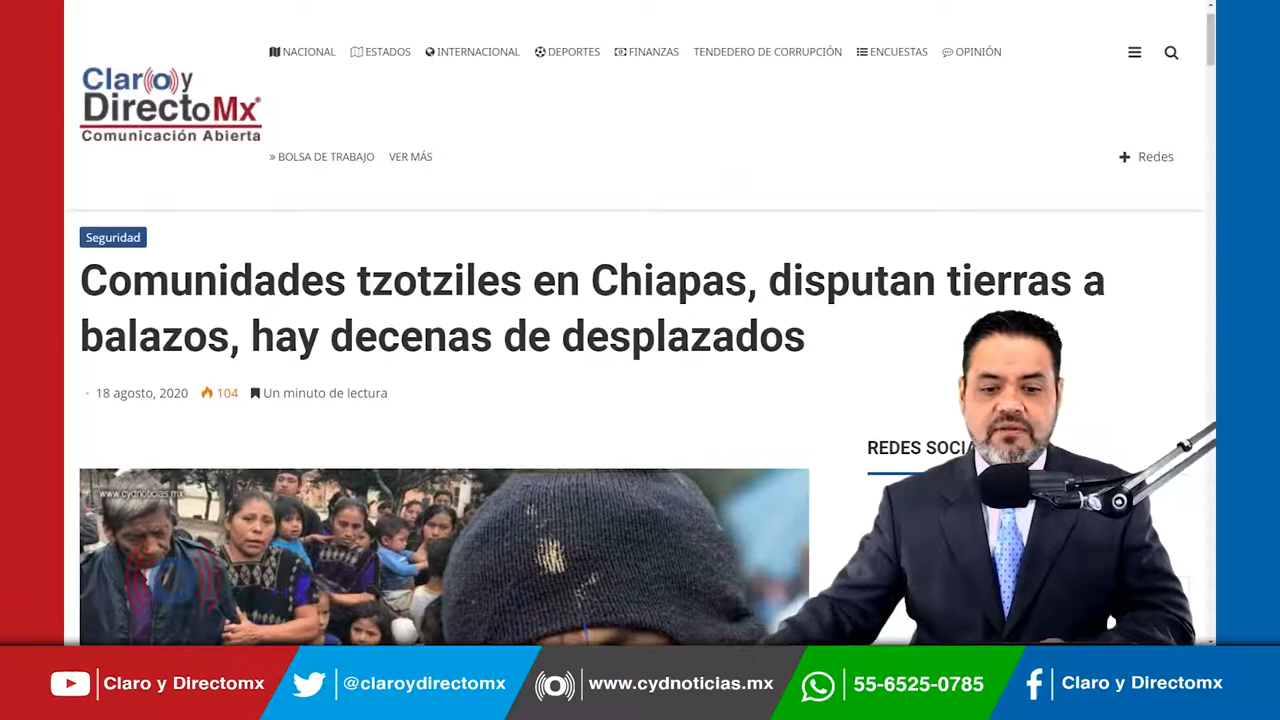 NACIONAL ESTADOS INTERNACIONAL DEPORTES FINANZAS TENDEDERO DE CORRUPCIÓN ENCUESTAS OPINIÓN
Claro y
DirectoMx®
Comunicación Abierta
» BOLSA DE TRABAJO VER MÁS
+ Redes
Seguridad
Comunidades tzotziles en Chiapas, disputan tierras a
balazos, hay decenas de desplazados
- 18 agosto, 2020 104 Un minuto de lectura
REDES
www.cydnoticias.mx
Claro y Directomx
@claroydirectomx
www.cydnoticias.mx
55-6525-0785
Claro y Directomx